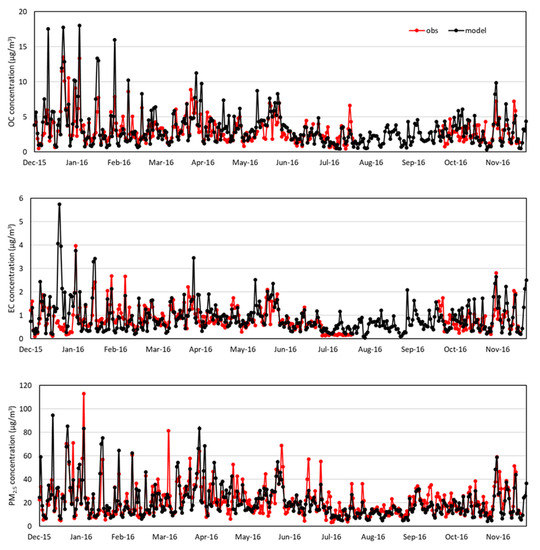 OC concentration (µg/m³)
20
15
10
5
0
obs model
Dec-15 Jan-16 Feb-16 Mar-16 Apr-16 May-16 Jun-16 Jul-16 Aug-16 Sep-16 Oct-16 Nov-16
EC concentration (µg/m³)
6
5
4
3
2
1
0
Dec-15 Jan-16 Feb-16 Mar-16 Apr-16 May-16 Jun-16 Jul-16 Aug-16 Sep-16 Oct-16 Nov-16
PM2.5 concentration (µg/m³)
120
100
80
60
40
20
0
Dec-15 Jan-16 Feb-16 Mar-16 Apr-16 May-16 Jun-16 Jul-16 Aug-16 Sep-16 Oct-16 Nov-16